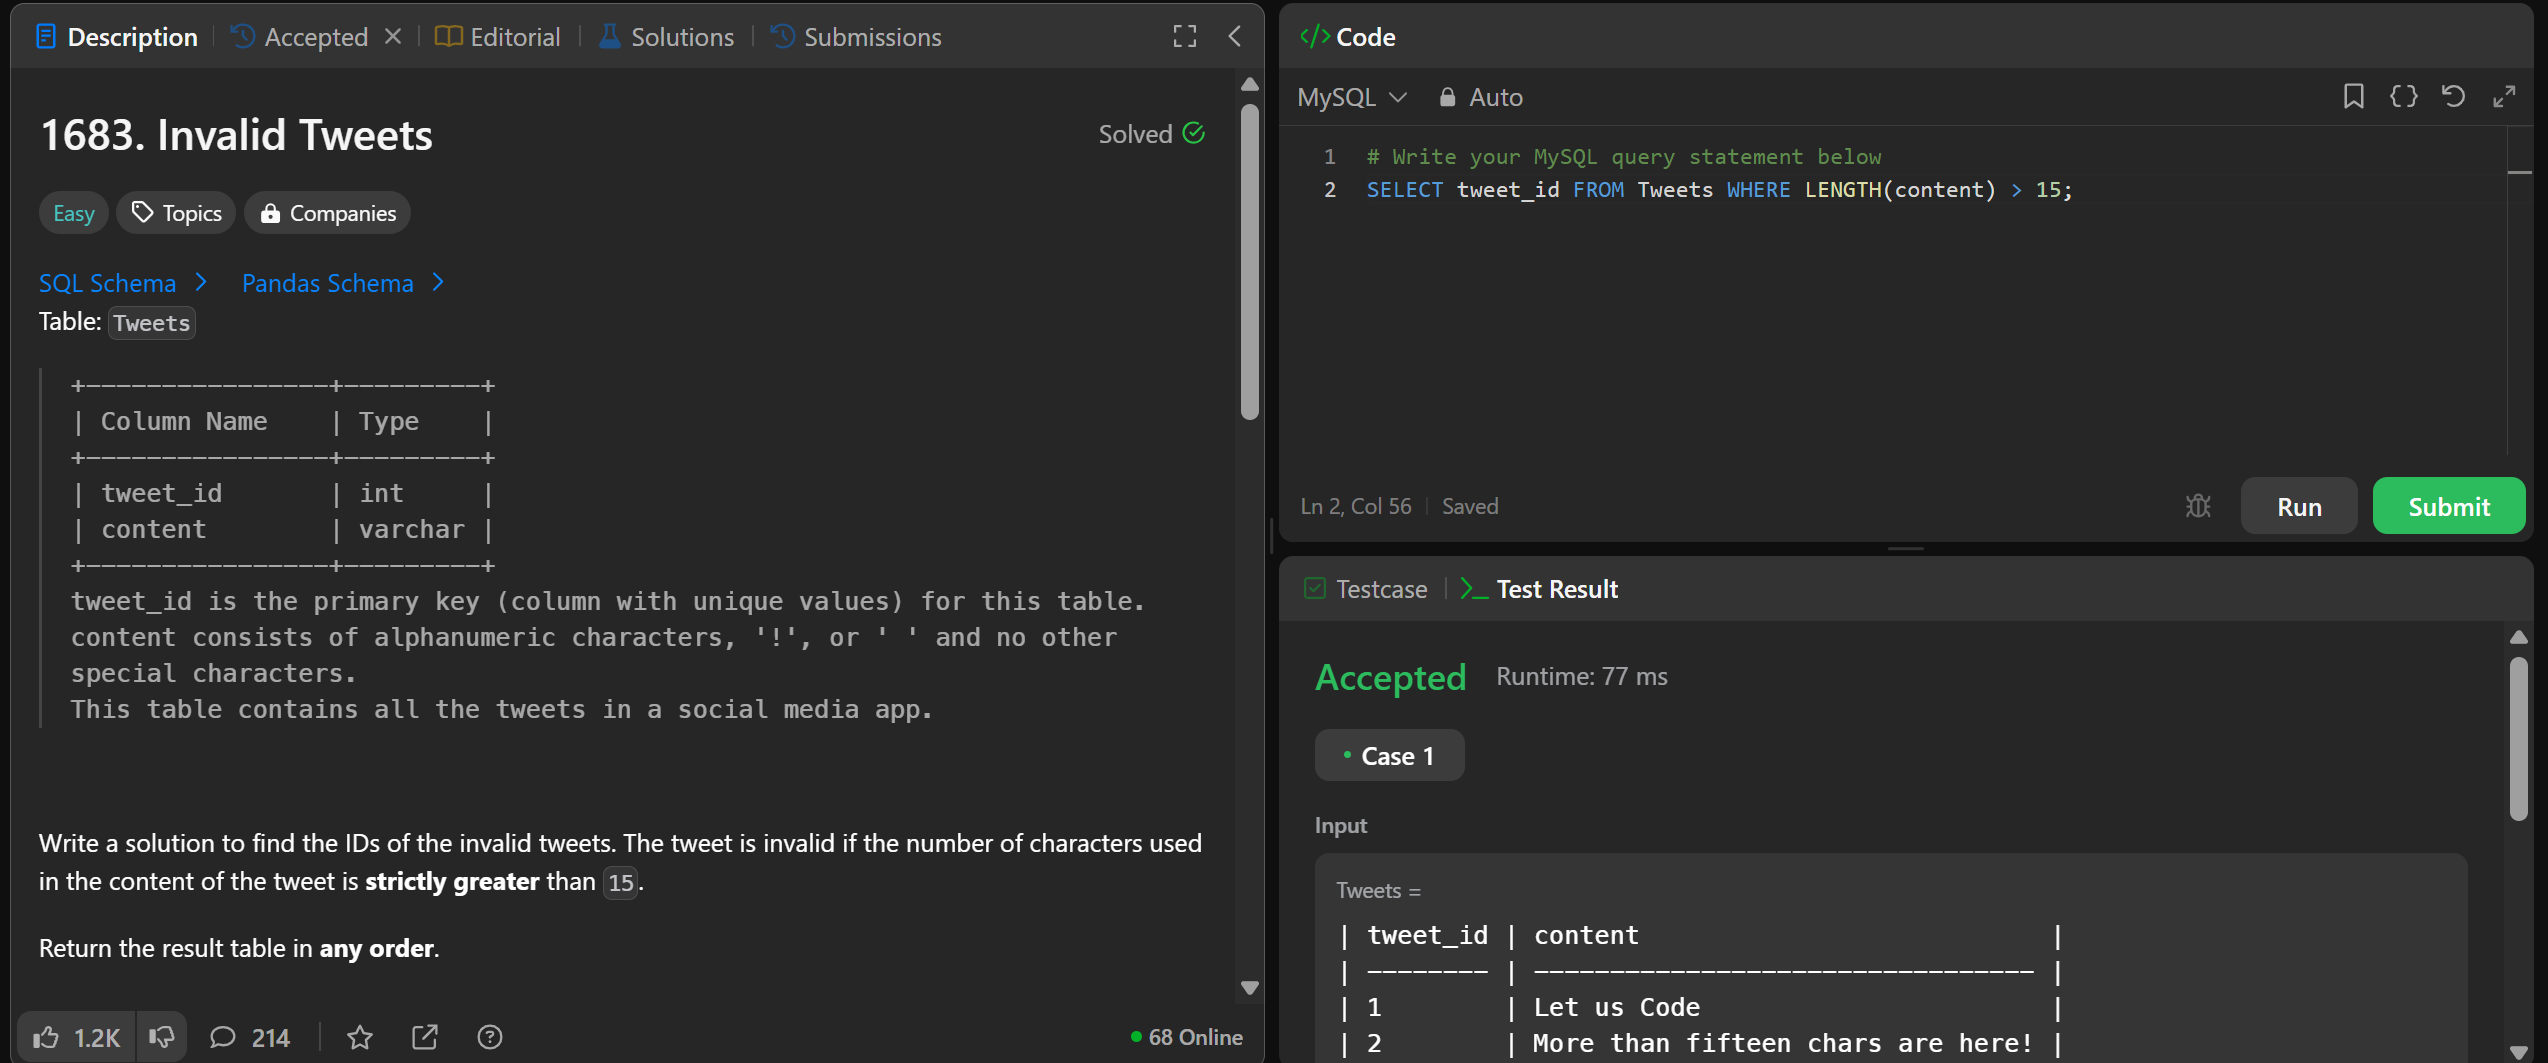 Description | Accepted | Editorial | Solutions | Submissions
1683. Invalid Tweets
Solved
Easy Topics Companies
SQL Schema > Pandas Schema >
Table: Tweets
+----------------+---------+
| Column Name    | Type    |
+----------------+---------+
| tweet_id       | int     |
| content        | varchar |
+----------------+---------+
tweet_id is the primary key (column with unique values) for this table.
content consists of alphanumeric characters, '!', or ' ' and no other
special characters.
This table contains all the tweets in a social media app.
Write a solution to find the IDs of the invalid tweets. The tweet is invalid if the number of characters used
in the content of the tweet is strictly greater than 15.
Return the result table in any order.
1.2K 214
68 Online
</> Code
MySQL Auto
1 # Write your MySQL query statement below
2 SELECT tweet_id FROM Tweets WHERE LENGTH(content) > 15;
Ln 2, Col 56 | Saved
Run Submit
Testcase | >_ Test Result
Accepted Runtime: 77 ms
• Case 1
Input
Tweets =
| tweet_id | content                           |
| -------- | --------------------------------- |
| 1        | Let us Code                       |
| 2        | More than fifteen chars are here! |